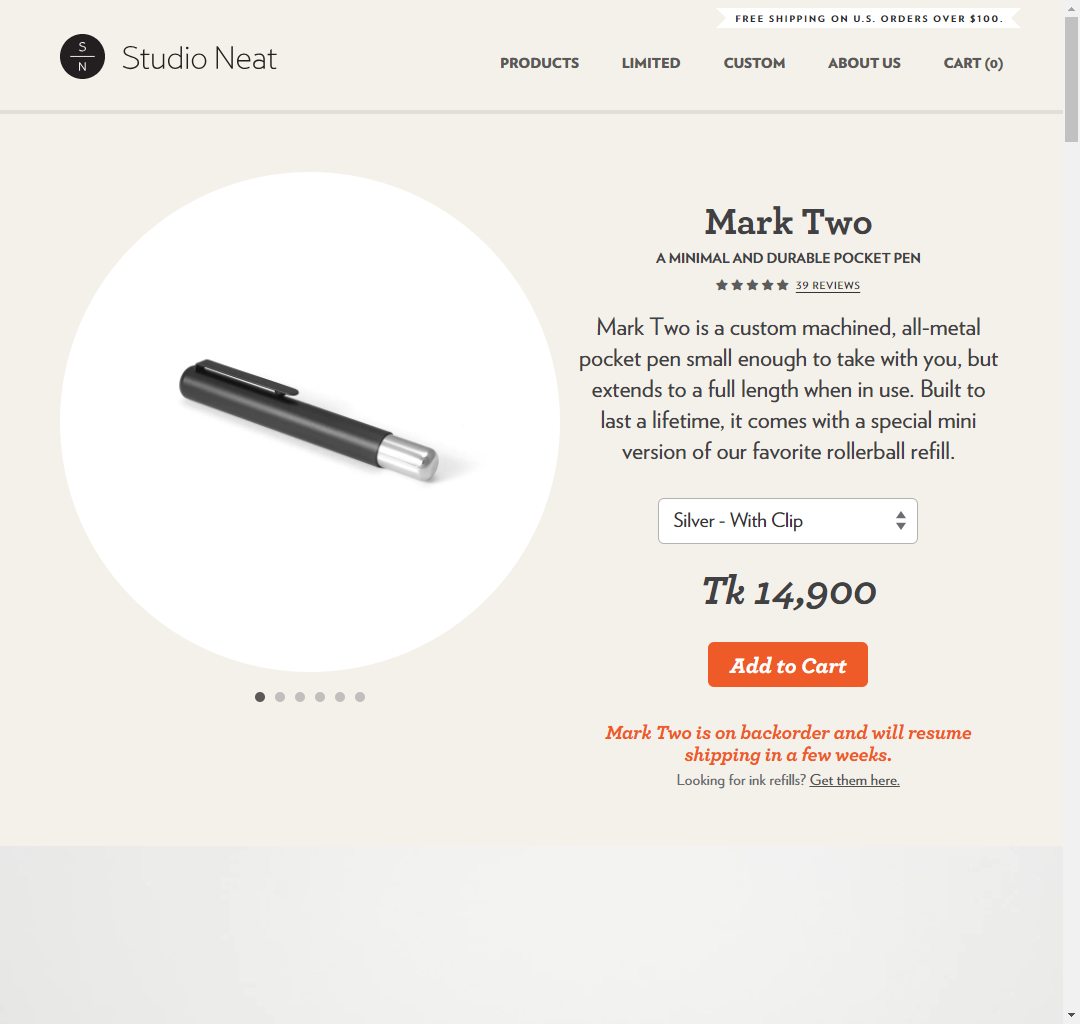 FREE SHIPPING ON U.S. ORDERS OVER $100.
S
N
Studio Neat
PRODUCTS LIMITED CUSTOM ABOUT US CART (0)
Mark Two
A MINIMAL AND DURABLE POCKET PEN
39 REVIEWS
Mark Two is a custom machined, all-metal
pocket pen small enough to take with you, but
extends to a full length when in use. Built to
last a lifetime, it comes with a special mini
version of our favorite rollerball refill.
Silver - With Clip
Tk 14,900
Add to Cart
Mark Two is on backorder and will resume
shipping in a few weeks.
Looking for ink refills? Get them here.